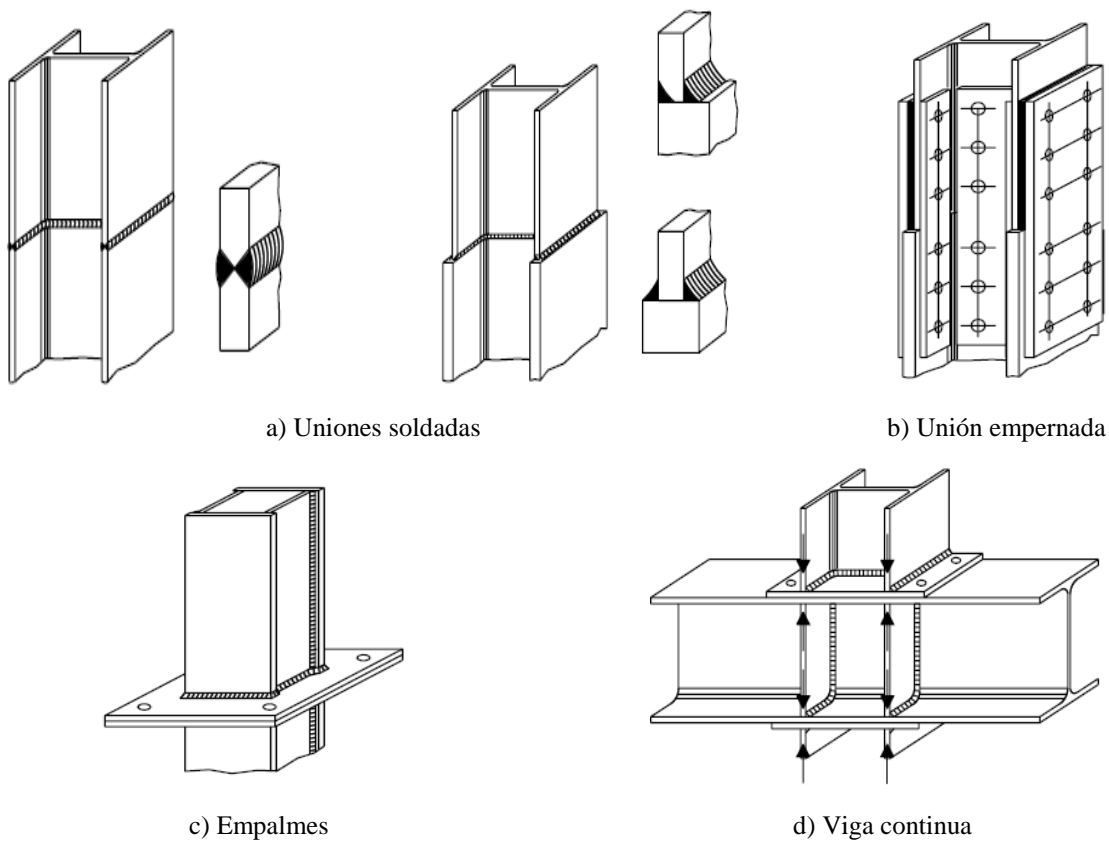 a) Uniones soldadas
b) Unión empernada
c) Empalmes
d) Viga continua